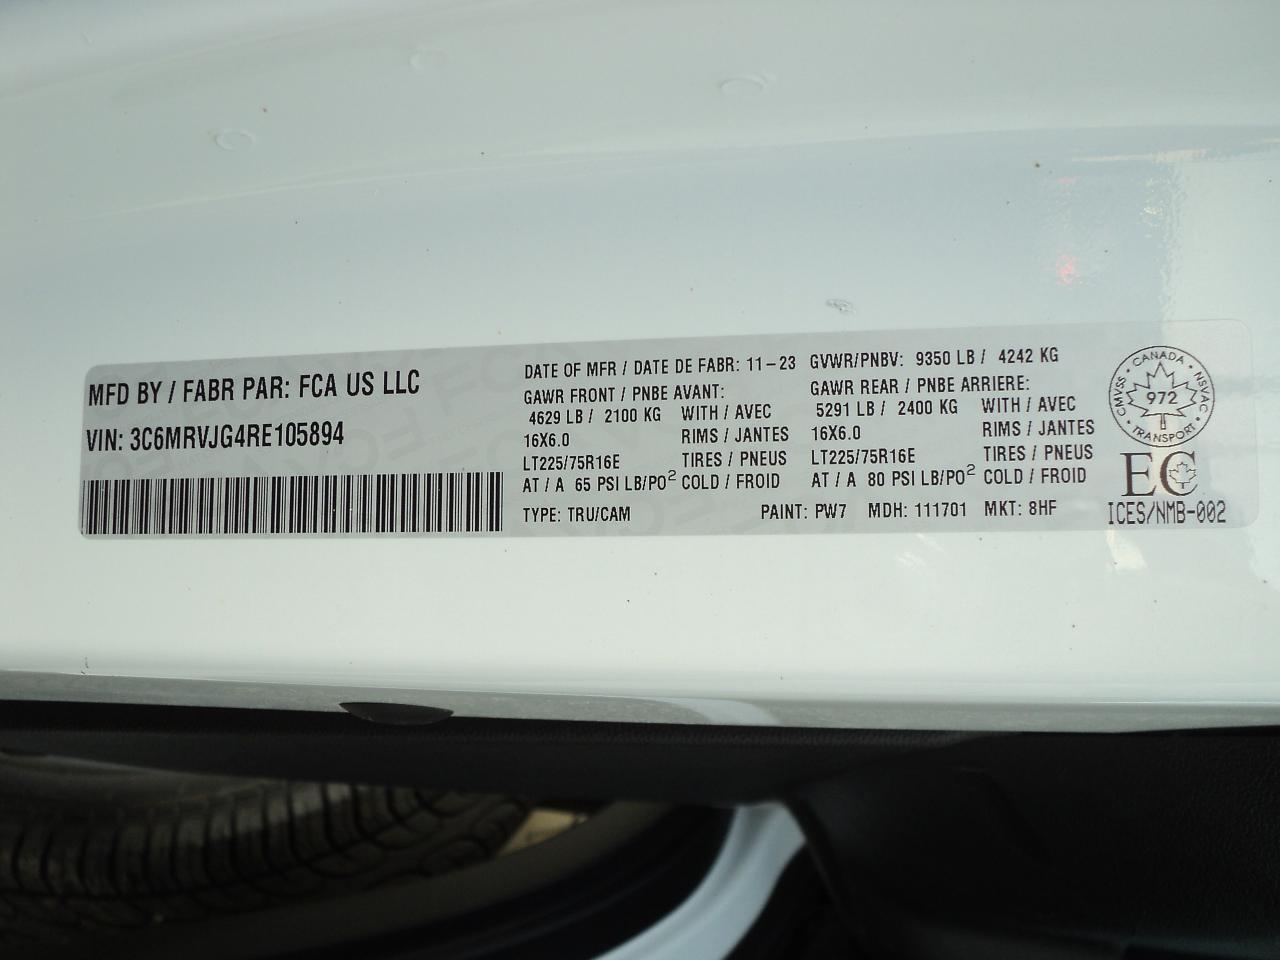 MFD BY / FABR PAR: FCA US LLC
VIN: 3C6MRVJG4RE105894
DATE OF MFR / DATE DE FABR: 11-23 GVWR/PNBV: 9350 LB / 4242 KG
GAWR FRONT / PNBE AVANT: GAWR REAR / PNBE ARRIERE:
4629 LB / 2100 KG WITH / AVEC 5291 LB / 2400 KG WITH / AVEC
16X6.0 RIMS / JANTES 16X6.0 RIMS / JANTES
LT225/75R16E TIRES / PNEUS LT225/75R16E TIRES / PNEUS
AT / A 65 PSI LB/PO² COLD / FROID AT / A 80 PSI LB/PO² COLD / FROID
TYPE: TRU/CAM PAINT: PW7 MDH: 111701 MKT: 8HF
CANADA
CMVSS • NSVAC
972
TRANSPORT
EC
ICES/NMB-002